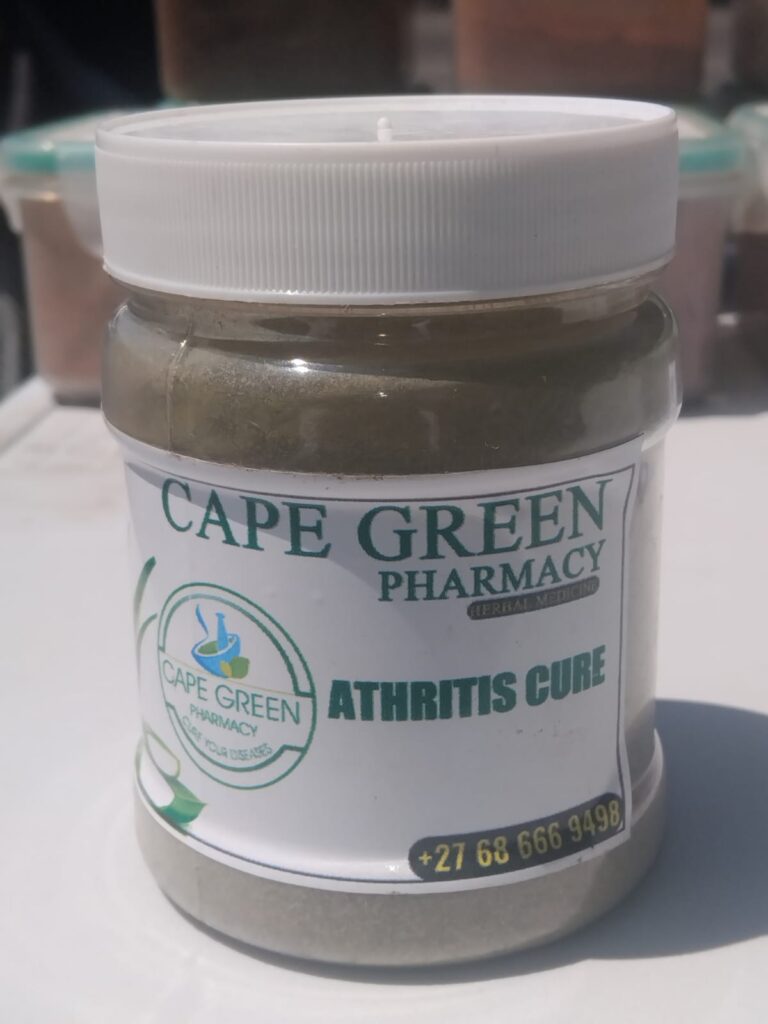 CAPE GREEN
PHARMACY
HERBAL MEDICINE
CAPE GREEN
PHARMACY
CURE YOUR DISEASES
ATHRITIS CURE
+27 68 666 9498